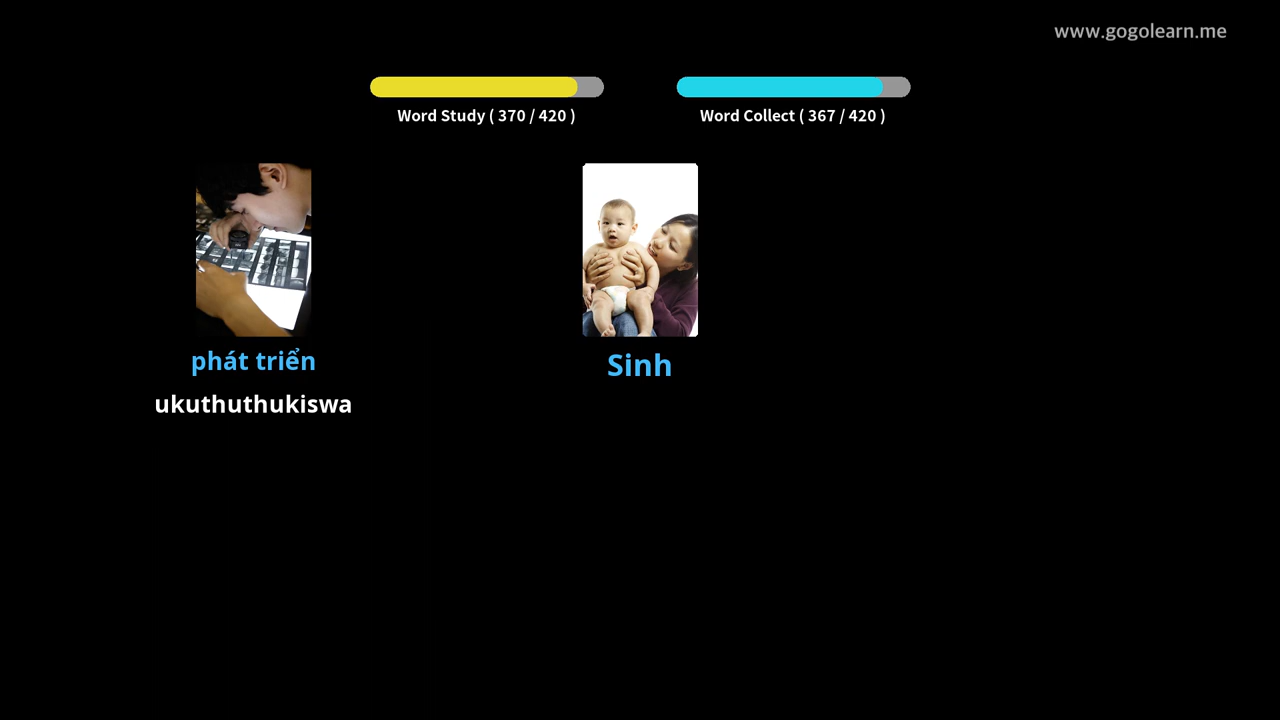 www.gogolearn.me
Word Study ( 370 / 420 )
Word Collect ( 367 / 420 )
phát triển
ukuthuthukiswa
Sinh